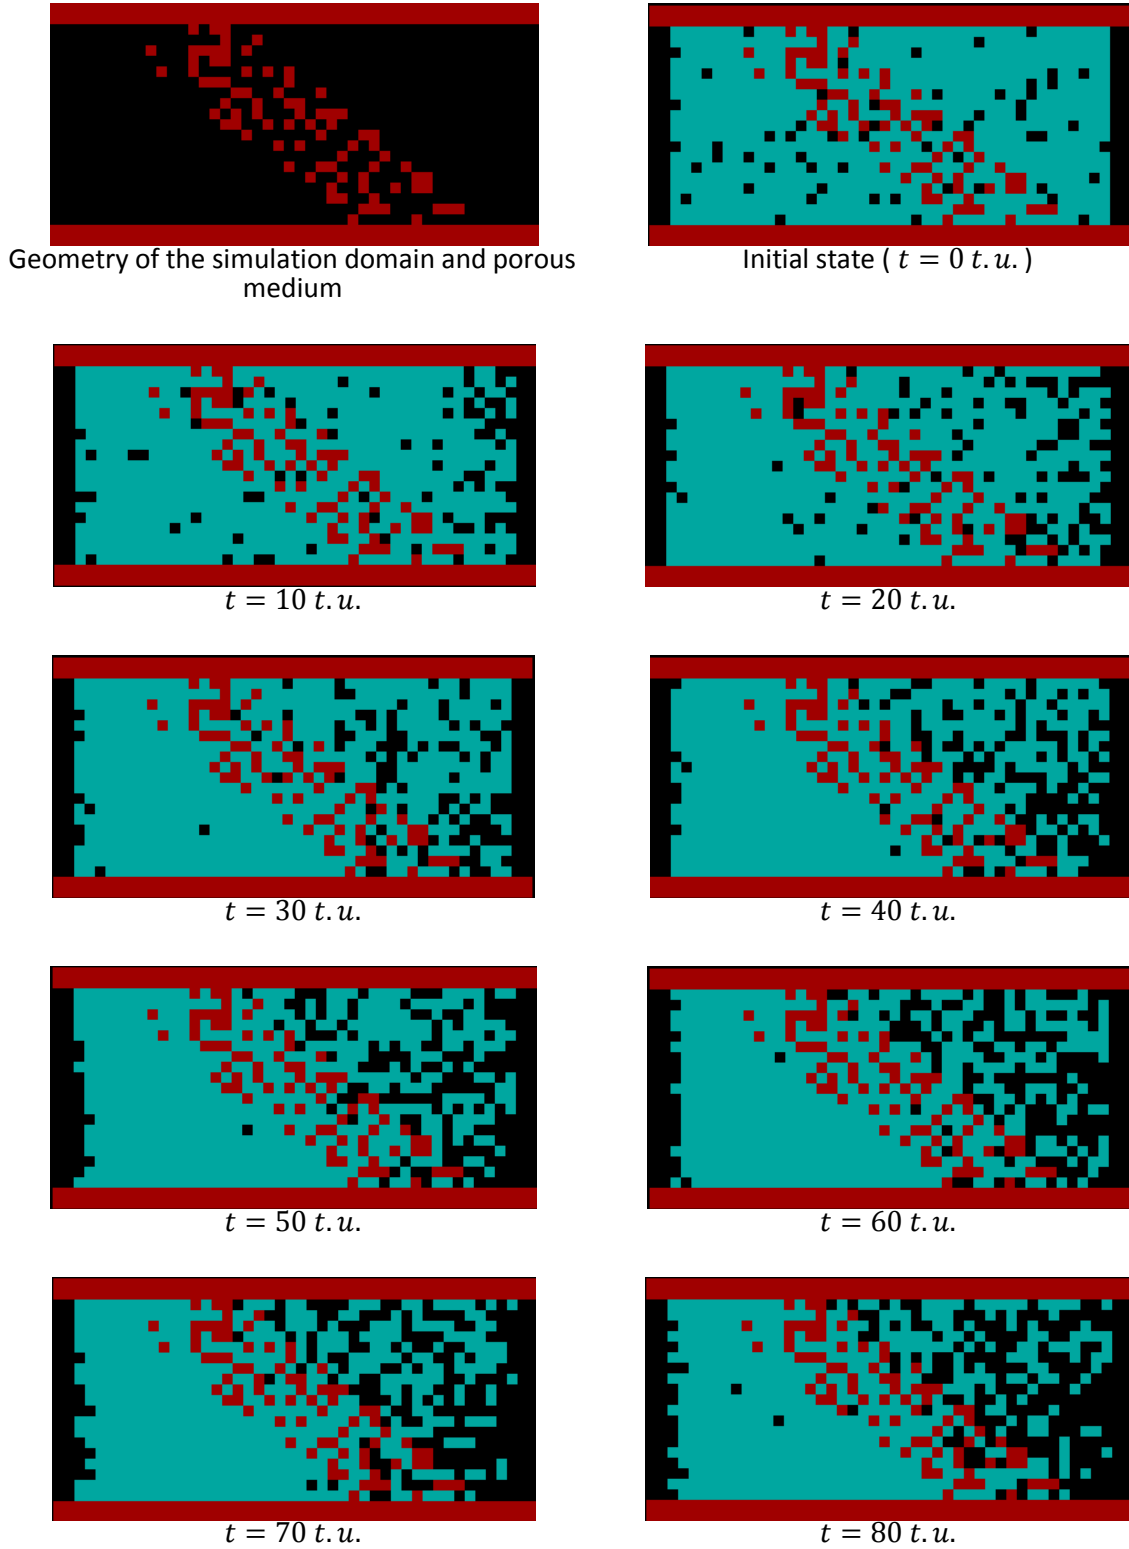 Geometry of the simulation domain and porous
medium
Initial state ( t = 0 t.u. )
t = 10 t.u.
t = 20 t.u.
t = 30 t.u.
t = 40 t.u.
t = 50 t.u.
t = 60 t.u.
t = 70 t.u.
t = 80 t.u.